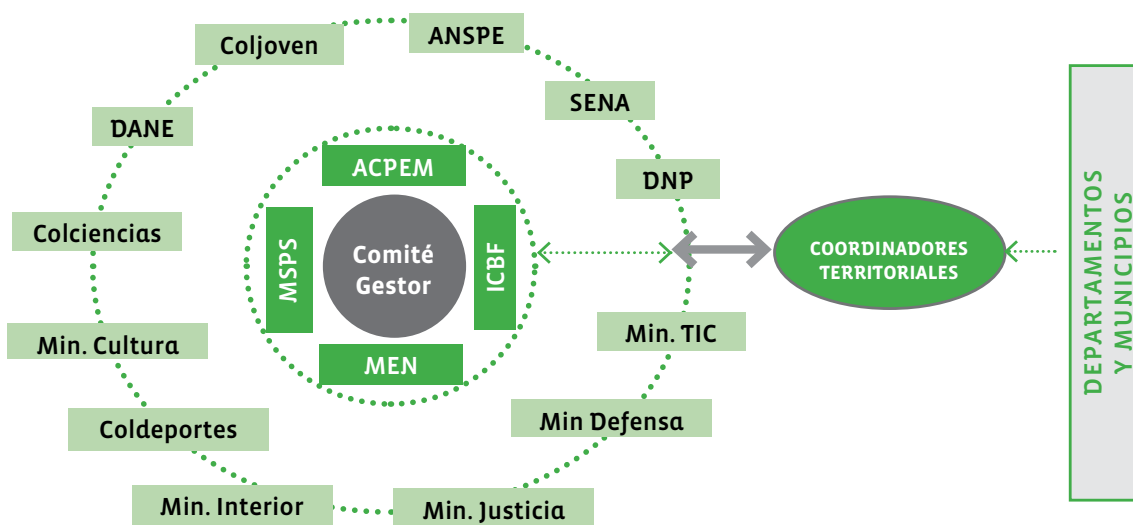 ANSPE
Coljoven
SENA
DANE
ACPEM
DNP
Colciencias
MSPS
Comité
Gestor
ICBF
COORDINADORES
TERRITORIALES
DEPARTAMENTOS
Y MUNICIPIOS
Min. Cultura
Min. TIC
MEN
Coldeportes
Min Defensa
Min. Interior
Min. Justicia